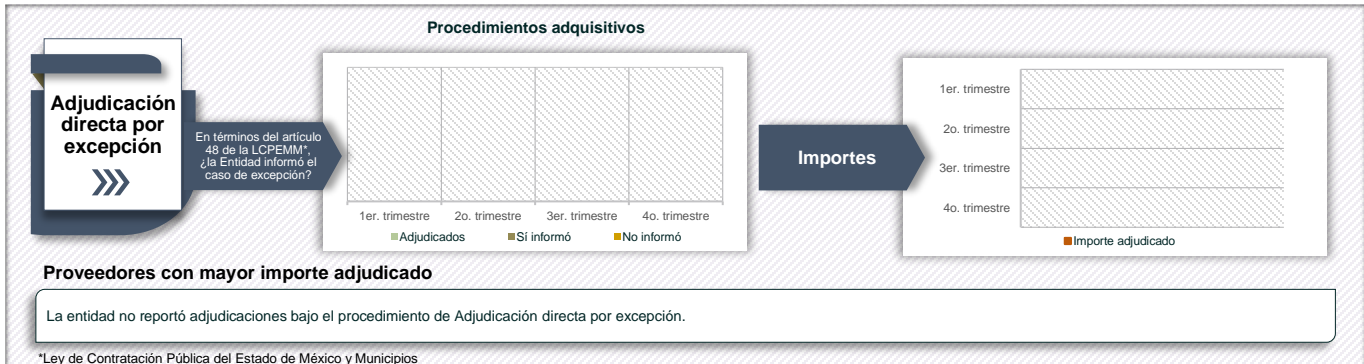 Procedimientos adquisitivos
Adjudicación
directa por
excepción
En términos del artículo
48 de la LCPEMM*,
¿la Entidad informó el
caso de excepción?
1er. trimestre 2o. trimestre 3er. trimestre 4o. trimestre
Adjudicados Sí informó No informó
Importes
1er. trimestre
2o. trimestre
3er. trimestre
4o. trimestre
Importe adjudicado
Proveedores con mayor importe adjudicado
La entidad no reportó adjudicaciones bajo el procedimiento de Adjudicación directa por excepción.
*Ley de Contratación Pública del Estado de México y Municipios